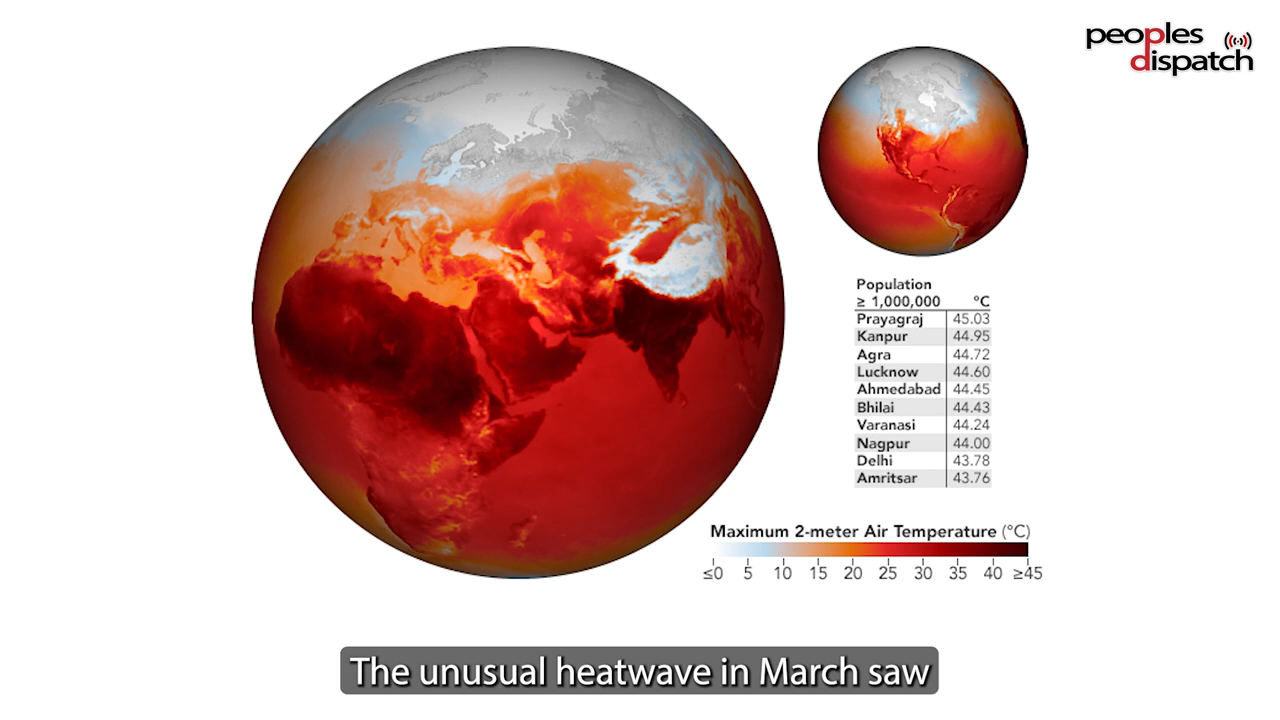 peoples
dispatch
Population
≥ 1,000,000 °C
Prayagraj 45.03
Kanpur 44.95
Agra 44.72
Lucknow 44.60
Ahmedabad 44.45
Bhilai 44.43
Varanasi 44.24
Nagpur 44.00
Delhi 43.78
Amritsar 43.76
Maximum 2-meter Air Temperature (°C)
≤0 5 10 15 20 25 30 35 40 ≥45
The unusual heatwave in March saw